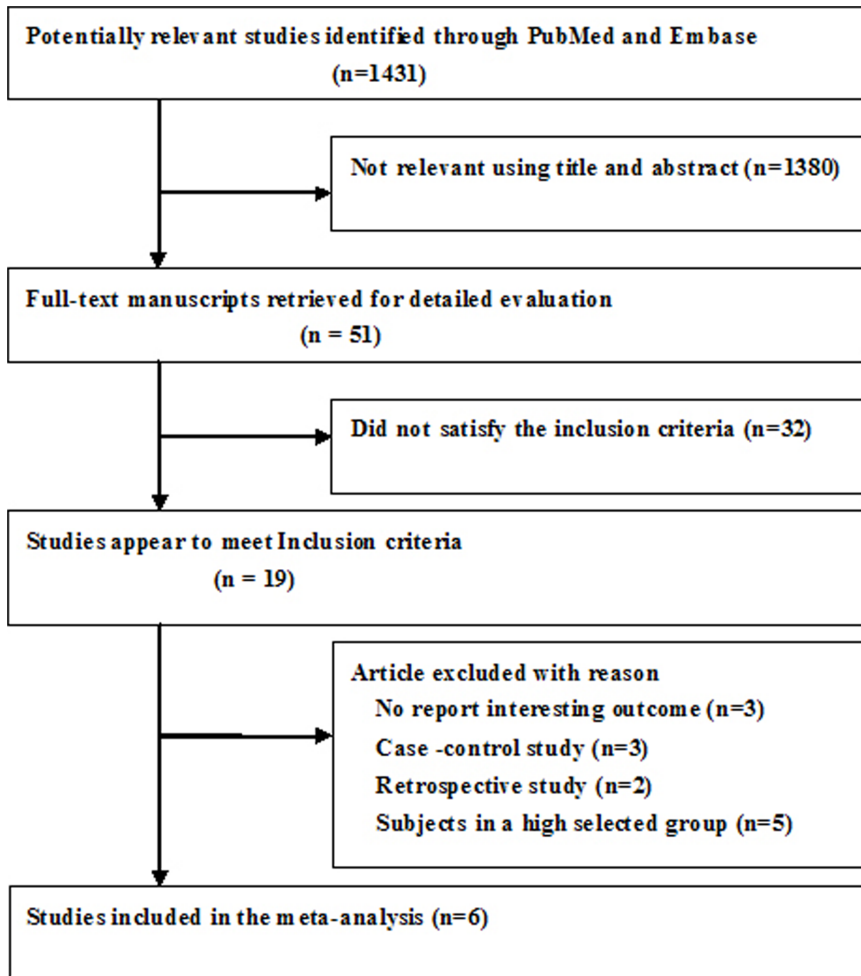 Potentially relevant studies identified through PubMed and Embase
(n=1431)
Not relevant using title and abstract (n=1380)
Full-text manuscripts retrieved for detailed evaluation
(n = 51)
Did not satisfy the inclusion criteria (n=32)
Studies appear to meet Inclusion criteria
(n = 19)
Article excluded with reason
No report interesting outcome (n=3)
Case -control study (n=3)
Retrospective study (n=2)
Subjects in a high selected group (n=5)
Studies included in the meta-analysis (n=6)